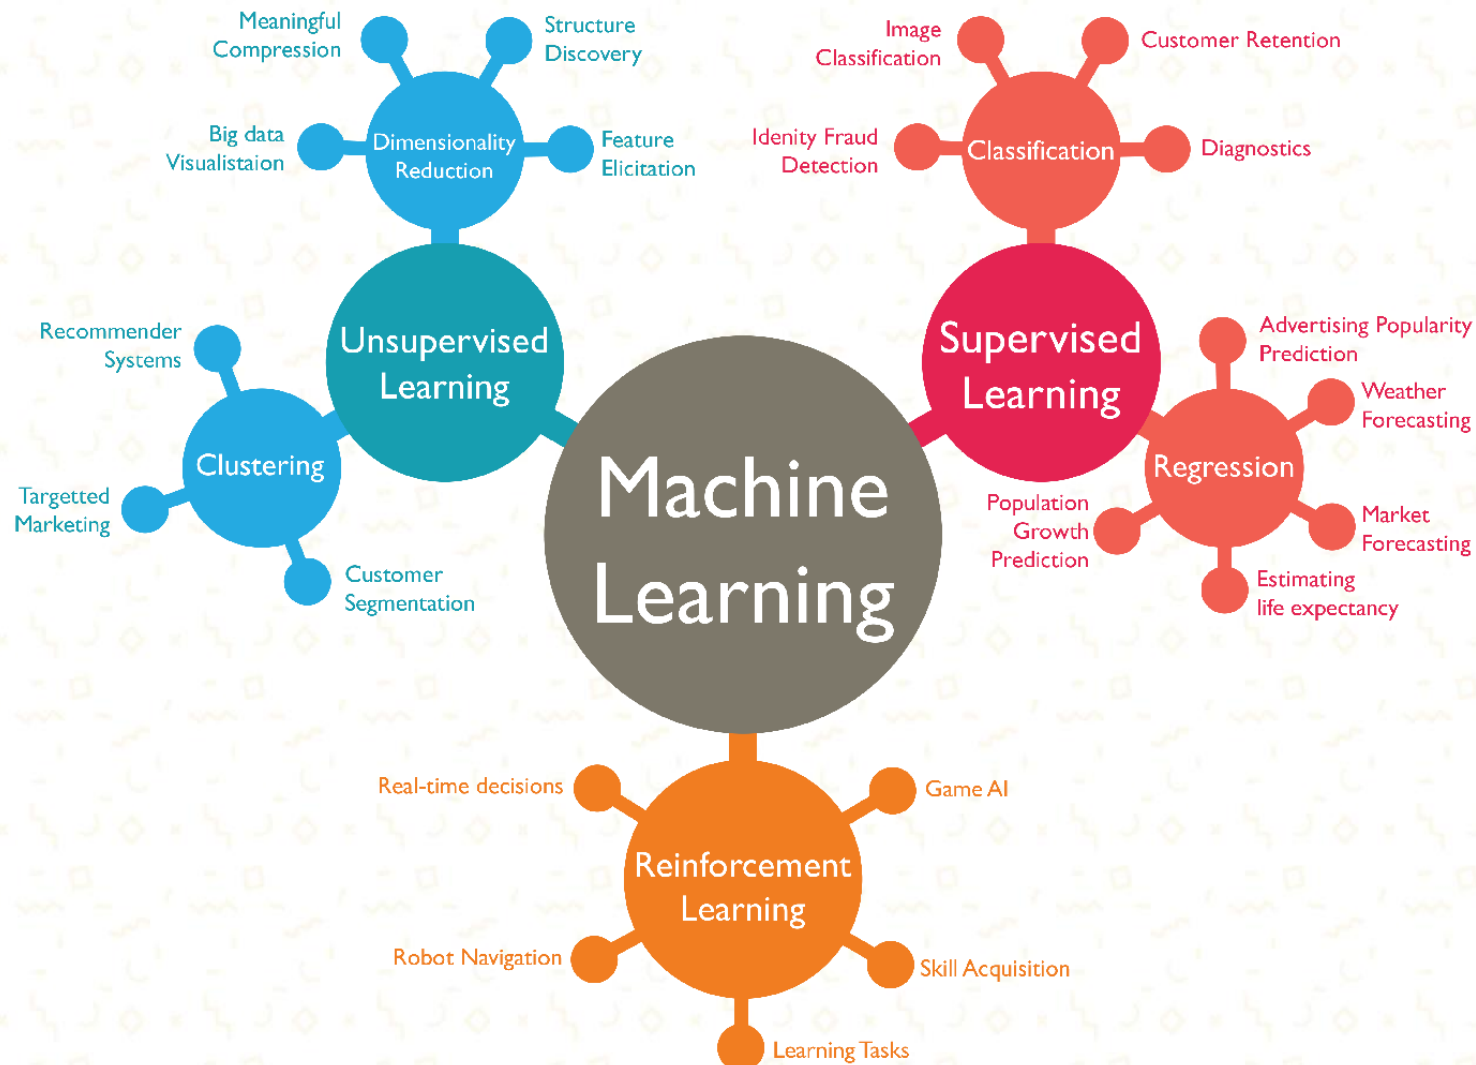 Meaningful
Compression
Structure
Discovery
Big data
Visualistaion
Dimensionality
Reduction
Feature
Elicitation
Image
Classification
Customer Retention
Idenity Fraud
Detection
Classification
Diagnostics
Unsupervised
Learning
Recommender
Systems
Clustering
Targetted
Marketing
Customer
Segmentation
Machine
Learning
Supervised
Learning
Advertising Popularity
Prediction
Weather
Forecasting
Regression
Population
Growth
Prediction
Market
Forecasting
Estimating
life expectancy
Real-time decisions
Game AI
Reinforcement
Learning
Robot Navigation
Skill Acquisition
Learning Tasks